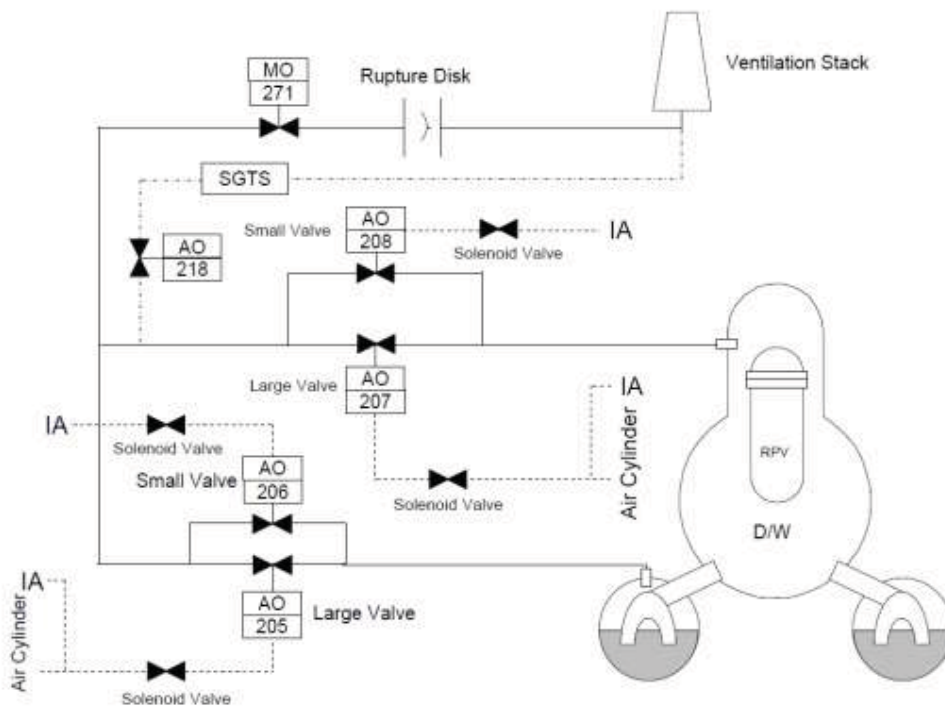 MO
271
Rupture Disk
Ventilation Stack
SGTS
Small Valve
AO
208
IA
Solenoid Valve
AO
218
Large Valve
AO
207
IA
Air Cylinder
Solenoid Valve
IA
Solenoid Valve
Small Valve
AO
206
RPV
D/W
IA
Air Cylinder
AO
205
Large Valve
Solenoid Valve